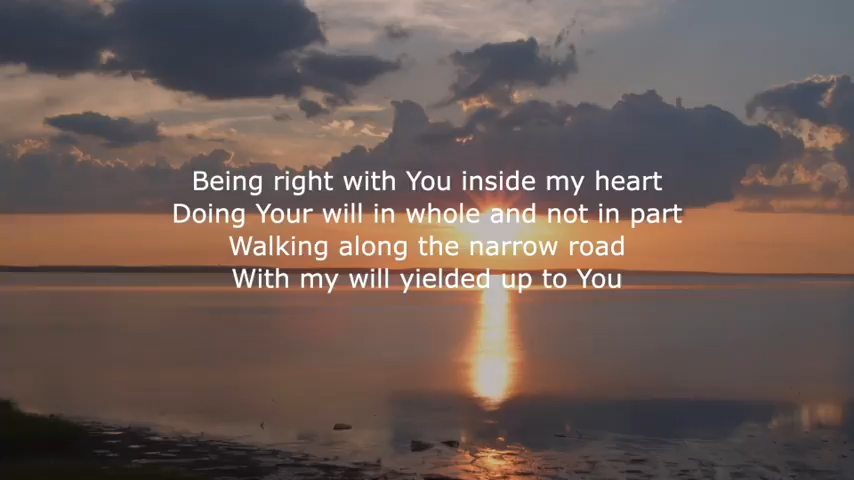 Being right with You inside my heart
Doing Your will in whole and not in part
Walking along the narrow road
With my will yielded up to You